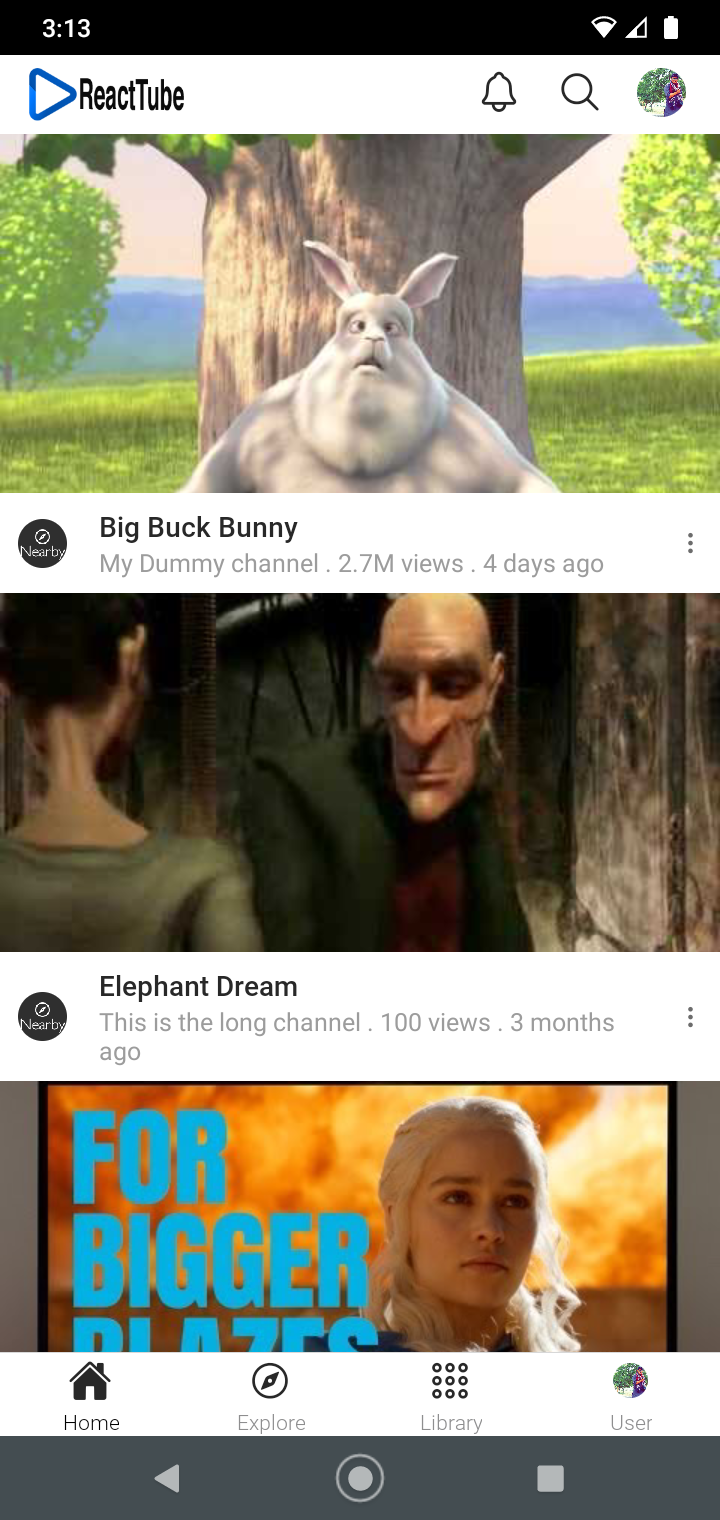 3:13
ReactTube
Nearby
Big Buck Bunny
My Dummy channel . 2.7M views . 4 days ago
Nearby
Elephant Dream
This is the long channel . 100 views . 3 months
ago
FOR
BIGGER
BLAZES
Home
Explore
Library
User